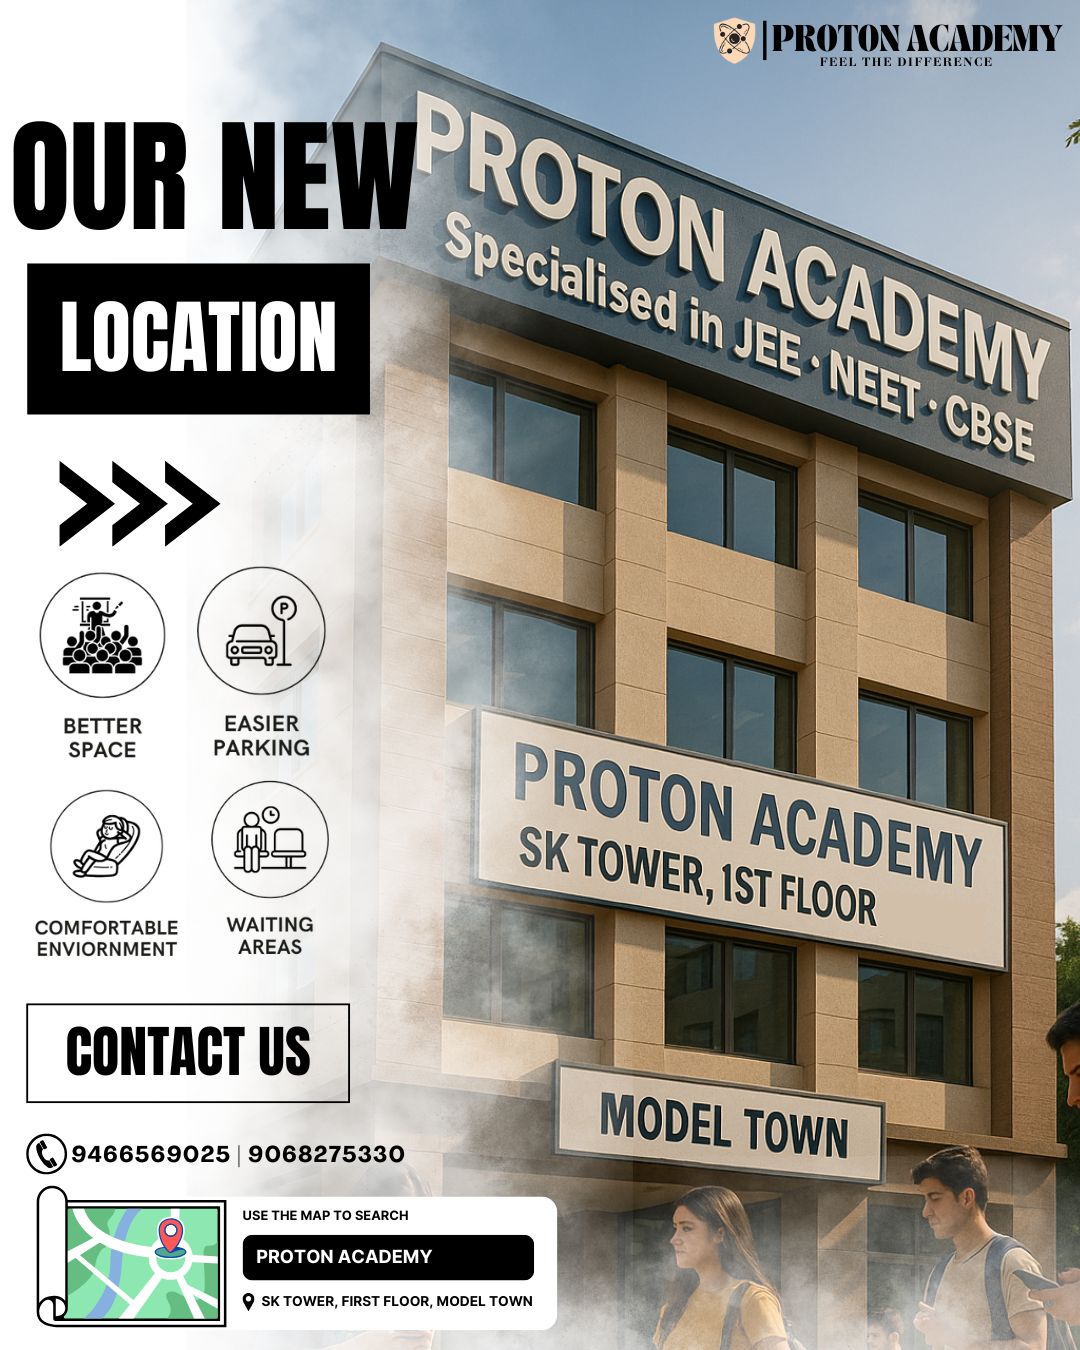 PROTON ACADEMY
FEEL THE DIFFERENCE
OUR NEW
LOCATION
PROTON ACADEMY
Specialised in JEE · NEET · CBSE
BETTER
SPACE
P
EASIER
PARKING
COMFORTABLE
ENVIORNMENT
WAITING
AREAS
PROTON ACADEMY
SK TOWER, 1ST FLOOR
MODEL TOWN
CONTACT US
9466569025 | 9068275330
USE THE MAP TO SEARCH
PROTON ACADEMY
SK TOWER, FIRST FLOOR, MODEL TOWN